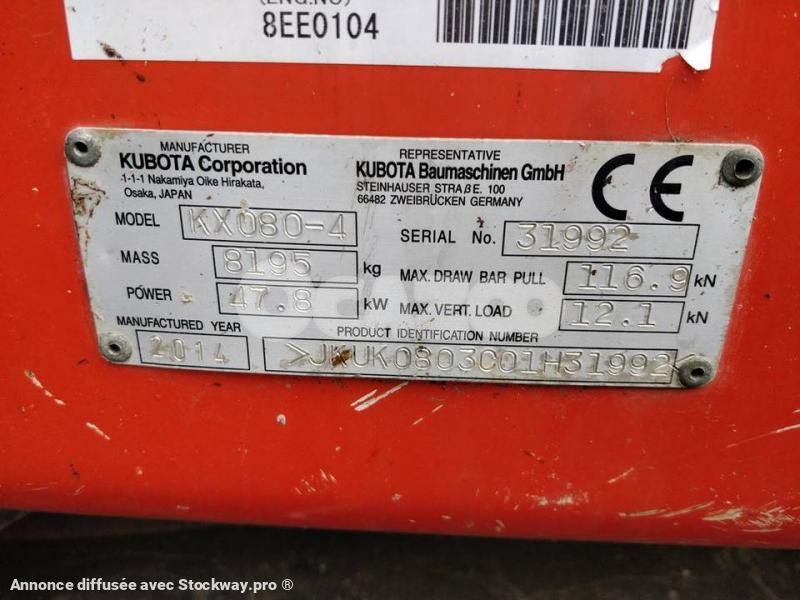 (ENG.NO)
8EE0104
MANUFACTURER
KUBOTA Corporation
1-1-1 Nakamiya Oike Hirakata,
Osaka, JAPAN
REPRESENTATIVE
KUBOTA Baumaschinen GmbH
STEINHAUSER STRAßE. 100
66482 ZWEIBRÜCKEN GERMANY
CE
MODEL KX080-4
SERIAL No. 31992
MASS 8195 kg
MAX. DRAW BAR PULL 116.9 kN
POWER 47.8 kW
MAX. VERT. LOAD 12.1 kN
MANUFACTURED YEAR
2014
PRODUCT IDENTIFICATION NUMBER
>JKUK0803C01H31992<
Annonce diffusée avec Stockway.pro ®